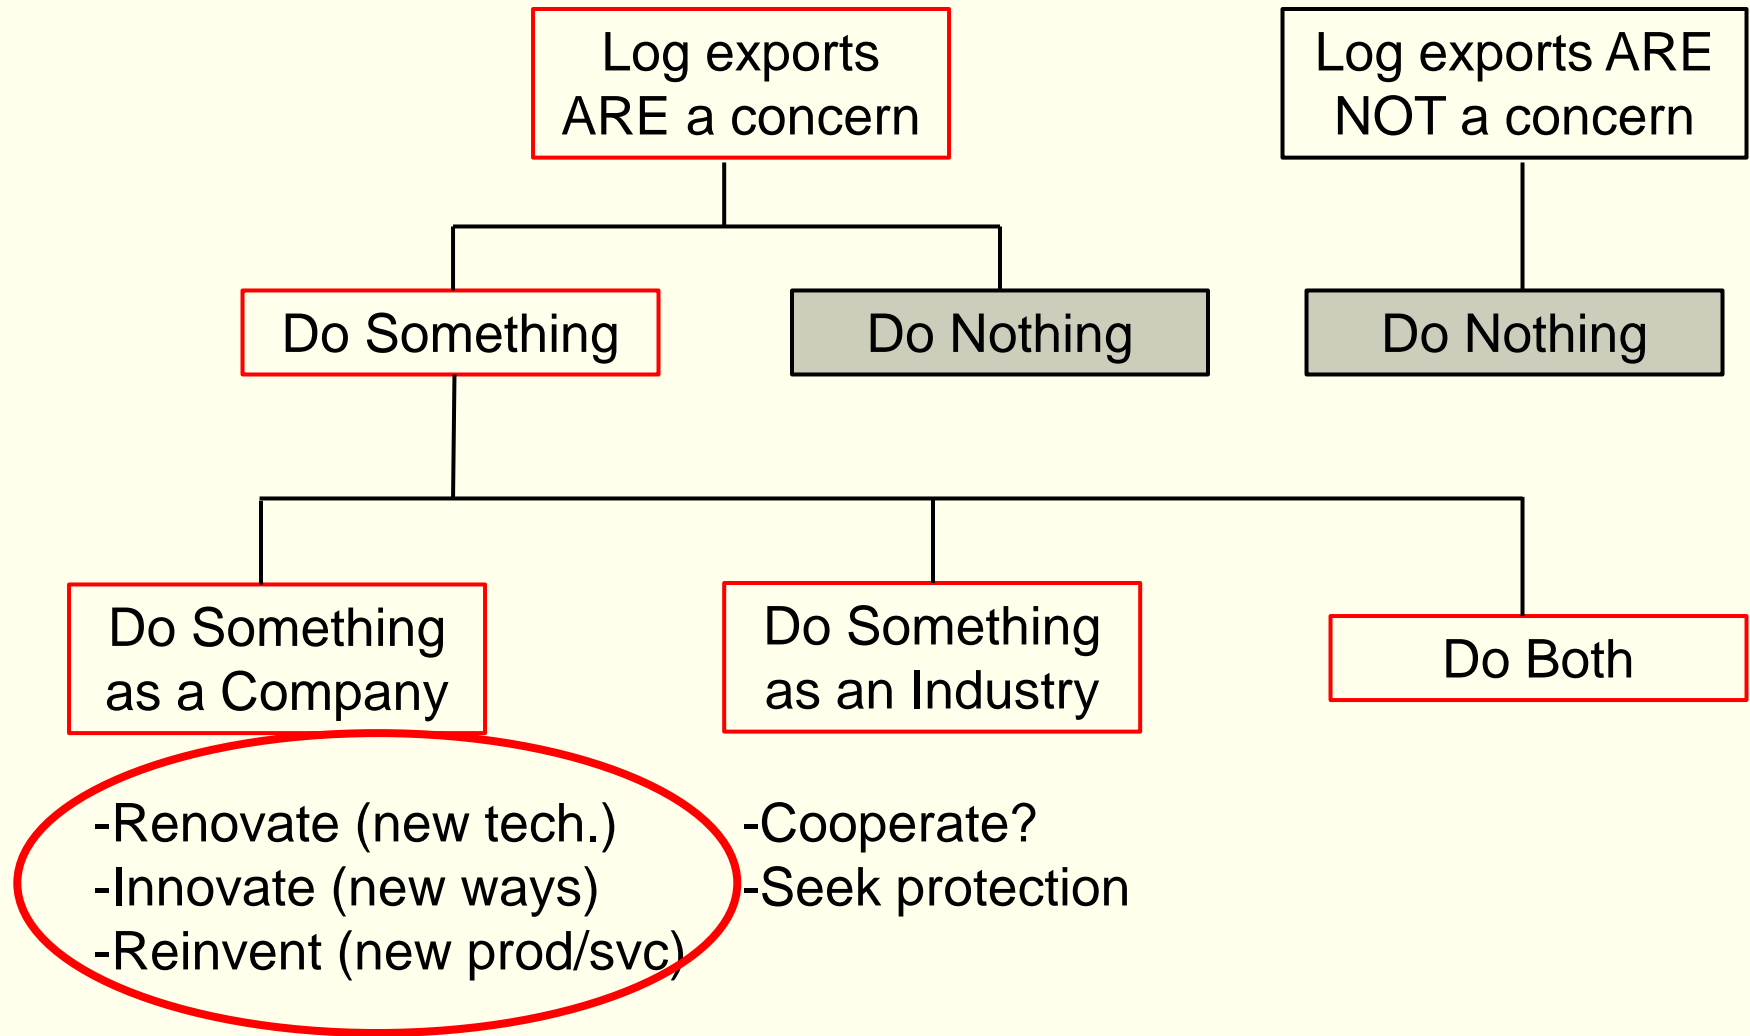 Log exports
ARE a concern
Log exports ARE
NOT a concern
Do Something
Do Nothing
Do Nothing
Do Something
as a Company
Do Something
as an Industry
Do Both
-Renovate (new tech.)
-Innovate (new ways)
-Reinvent (new prod/svc)
-Cooperate?
-Seek protection